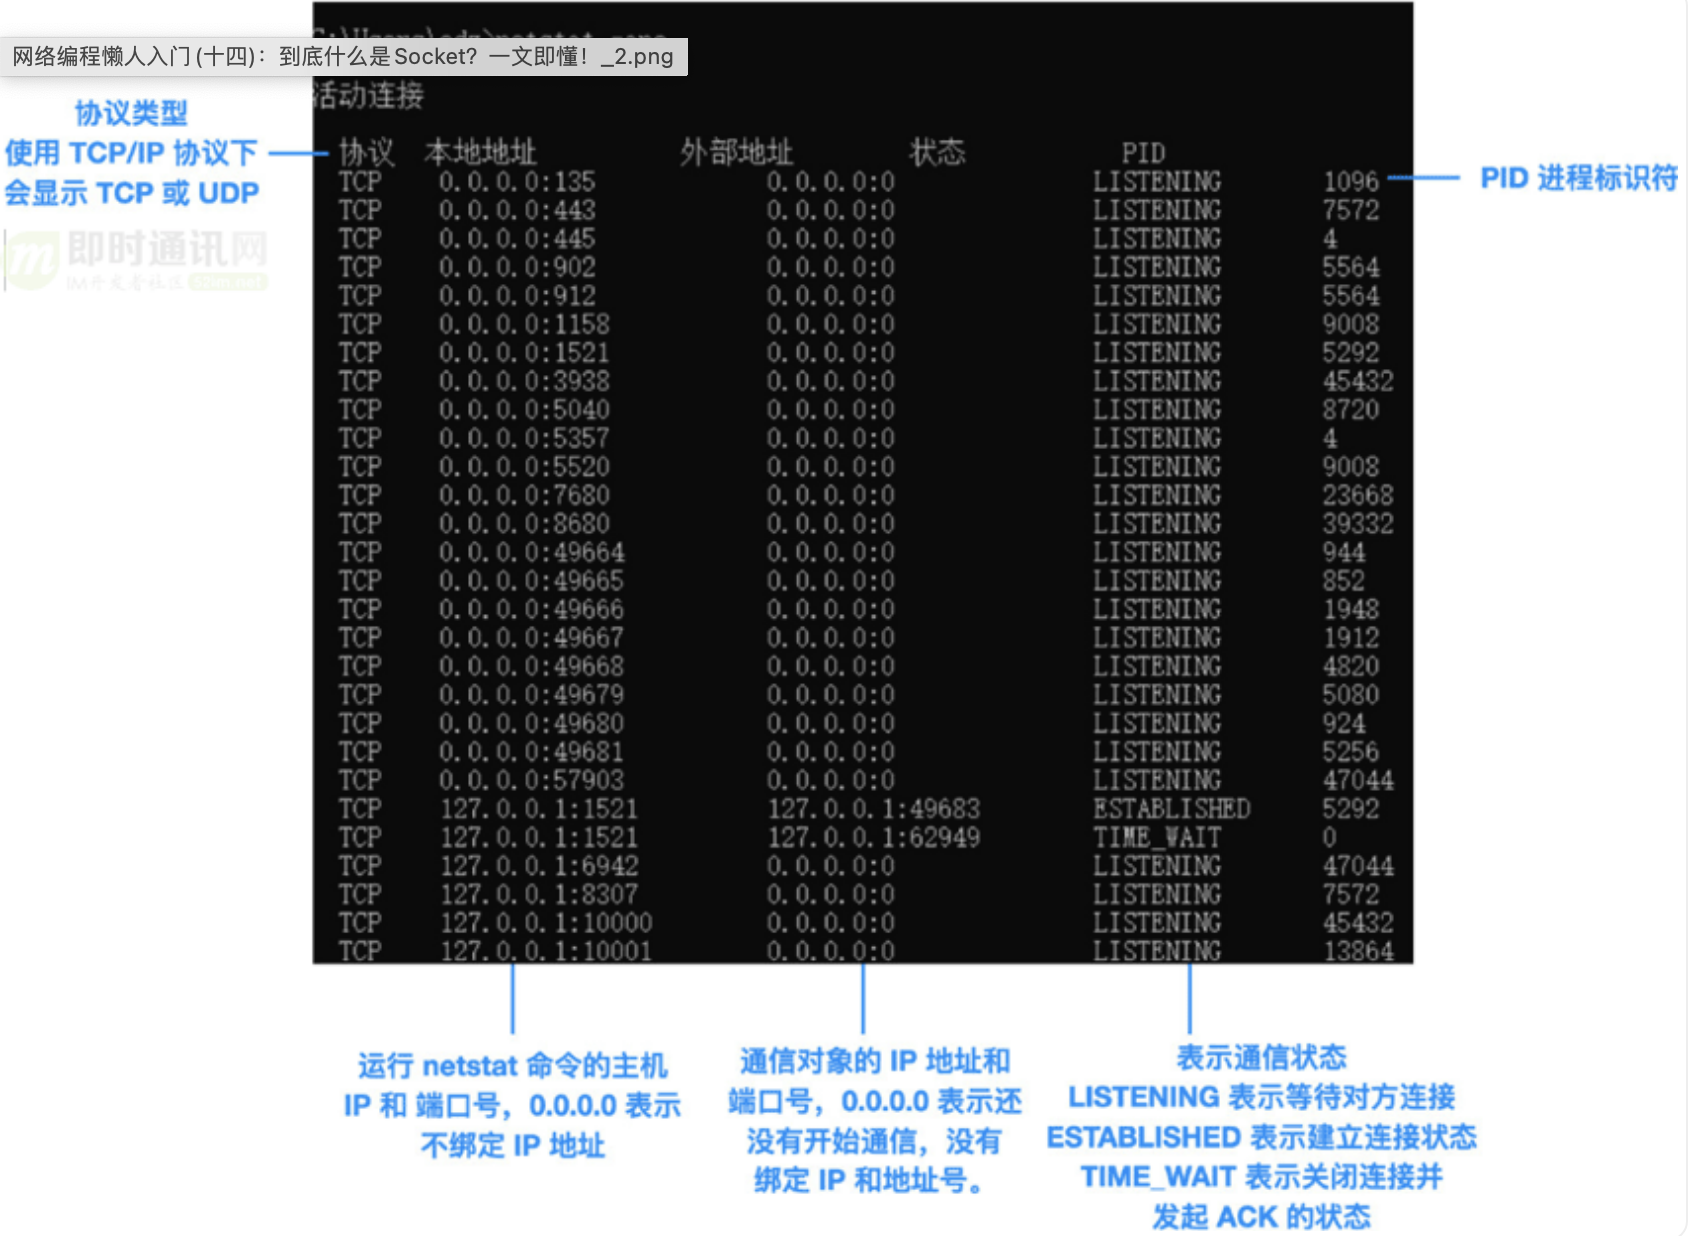 网络编程懒人入门(十四)：到底什么是Socket？一文即懂！_2.png
活动连接
协议 本地地址 外部地址 状态 PID
TCP 0.0.0.0:135 0.0.0.0:0 LISTENING 1096
TCP 0.0.0.0:443 0.0.0.0:0 LISTENING 7572
TCP 0.0.0.0:445 0.0.0.0:0 LISTENING 4
TCP 0.0.0.0:902 0.0.0.0:0 LISTENING 5564
TCP 0.0.0.0:912 0.0.0.0:0 LISTENING 5564
TCP 0.0.0.0:1158 0.0.0.0:0 LISTENING 9008
TCP 0.0.0.0:1521 0.0.0.0:0 LISTENING 5292
TCP 0.0.0.0:3938 0.0.0.0:0 LISTENING 45432
TCP 0.0.0.0:5040 0.0.0.0:0 LISTENING 8720
TCP 0.0.0.0:5357 0.0.0.0:0 LISTENING 4
TCP 0.0.0.0:5520 0.0.0.0:0 LISTENING 9008
TCP 0.0.0.0:7680 0.0.0.0:0 LISTENING 23668
TCP 0.0.0.0:8680 0.0.0.0:0 LISTENING 39332
TCP 0.0.0.0:49664 0.0.0.0:0 LISTENING 944
TCP 0.0.0.0:49665 0.0.0.0:0 LISTENING 852
TCP 0.0.0.0:49666 0.0.0.0:0 LISTENING 1948
TCP 0.0.0.0:49667 0.0.0.0:0 LISTENING 1912
TCP 0.0.0.0:49668 0.0.0.0:0 LISTENING 4820
TCP 0.0.0.0:49679 0.0.0.0:0 LISTENING 5080
TCP 0.0.0.0:49680 0.0.0.0:0 LISTENING 924
TCP 0.0.0.0:49681 0.0.0.0:0 LISTENING 5256
TCP 0.0.0.0:57903 0.0.0.0:0 LISTENING 47044
TCP 127.0.0.1:1521 127.0.0.1:49683 ESTABLISHED 5292
TCP 127.0.0.1:1521 127.0.0.1:62949 TIME_WAIT 0
TCP 127.0.0.1:6942 0.0.0.0:0 LISTENING 47044
TCP 127.0.0.1:8307 0.0.0.0:0 LISTENING 7572
TCP 127.0.0.1:10000 0.0.0.0:0 LISTENING 45432
TCP 127.0.0.1:10001 0.0.0.0:0 LISTENING 13864
协议类型
使用 TCP/IP 协议下
会显示 TCP 或 UDP
即时通讯网
IM开发者社区 52im.net
PID 进程标识符
运行 netstat 命令的主机
IP 和 端口号，0.0.0.0 表示
不绑定 IP 地址
通信对象的 IP 地址和
端口号，0.0.0.0 表示还
没有开始通信，没有
绑定 IP 和地址号。
表示通信状态
LISTENING 表示等待对方连接
ESTABLISHED 表示建立连接状态
TIME_WAIT 表示关闭连接并
发起 ACK 的状态